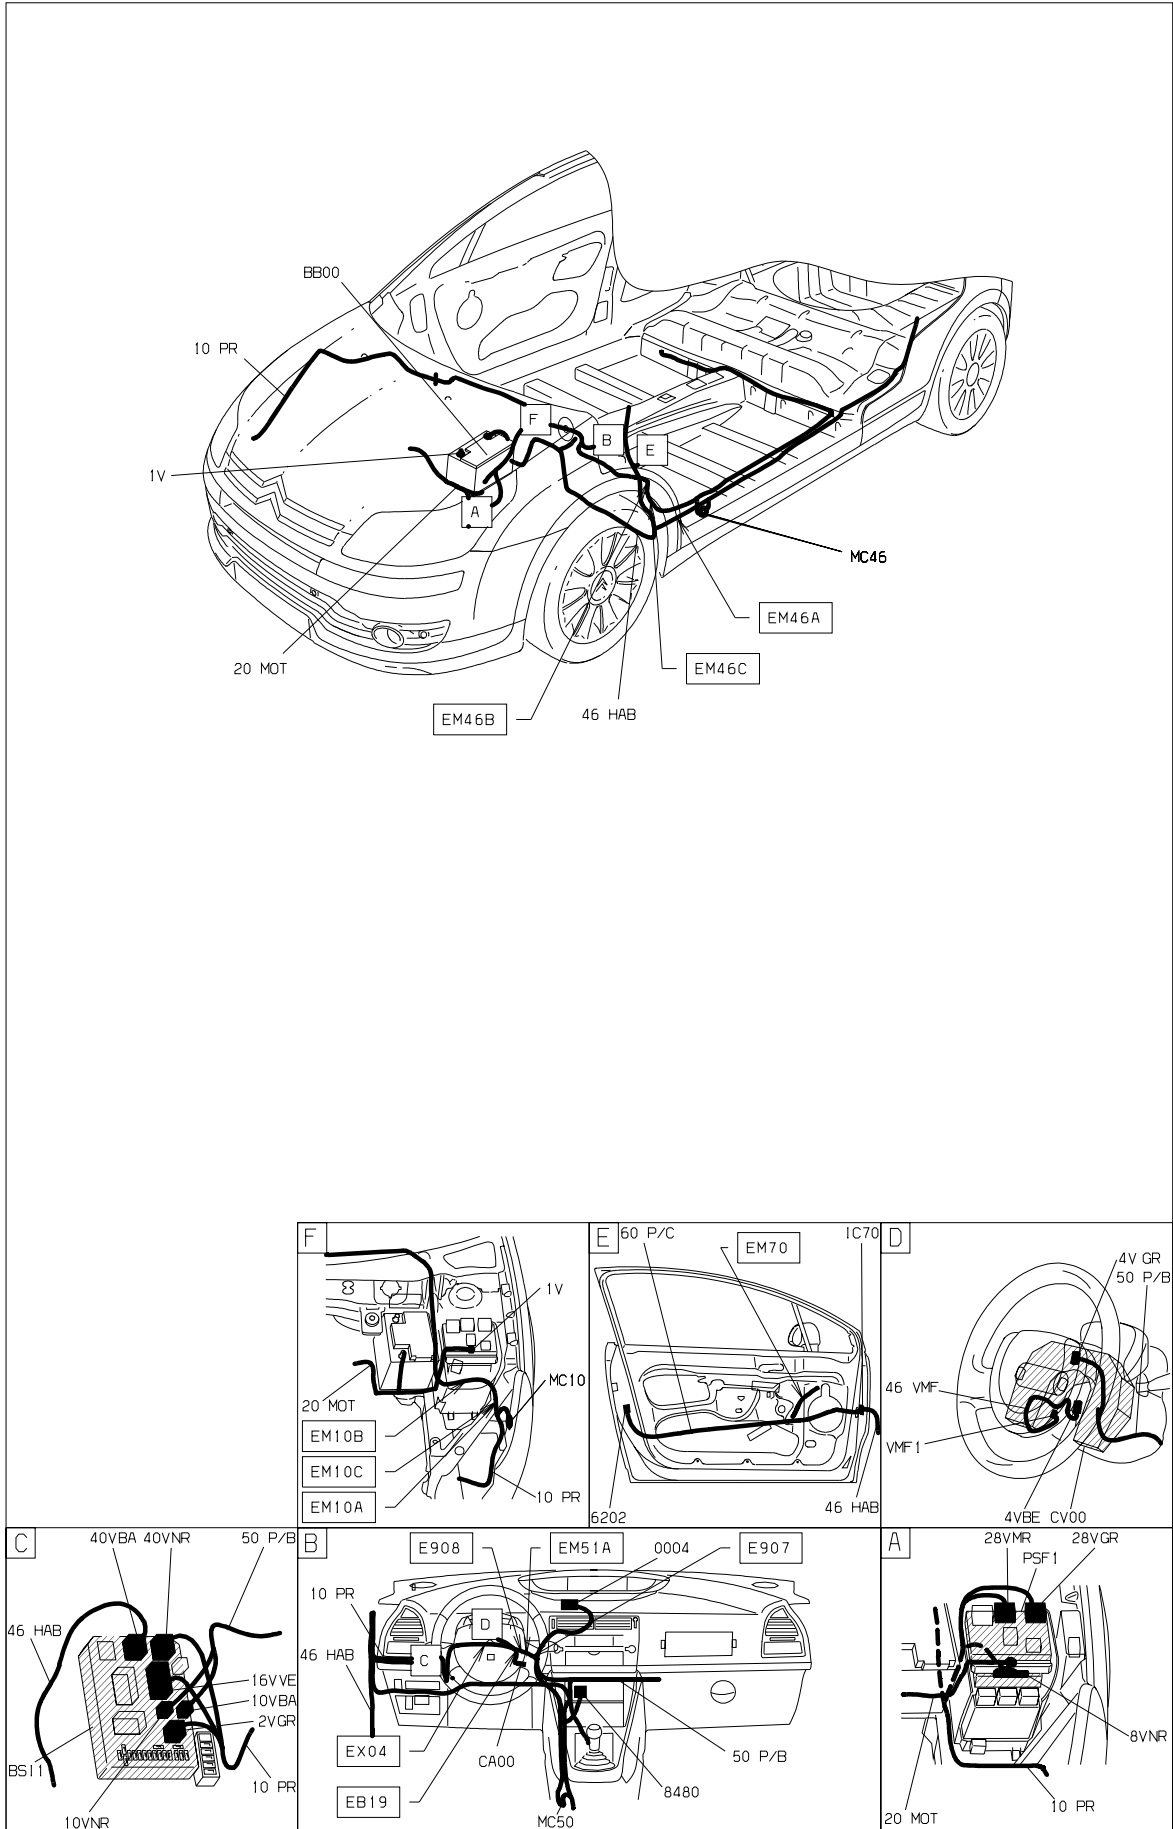 BB00
10 PR
F
B
E
1V
A
MC46
EM46A
20 MOT
EM46C
EM46B
46 HAB
F
1V
MC10
20 MOT
EM10B
EM10C
EM10A
10 PR
E
60 P/C
1C70
EM70
6202
46 HAB
D
4V GR
50 P/B
46 VMF
VMF1
4VBE CV00
C
40VBA 40VNR
50 P/B
46 HAB
16VVE
10VBA
2VGR
BSI1
10 PR
10VNR
B
E908
EM51A
0004
E907
10 PR
D
46 HAB
C
EX04
CA00
50 P/B
EB19
8480
MC50
A
28VMR
28VGR
PSF1
8VNR
10 PR
20 MOT